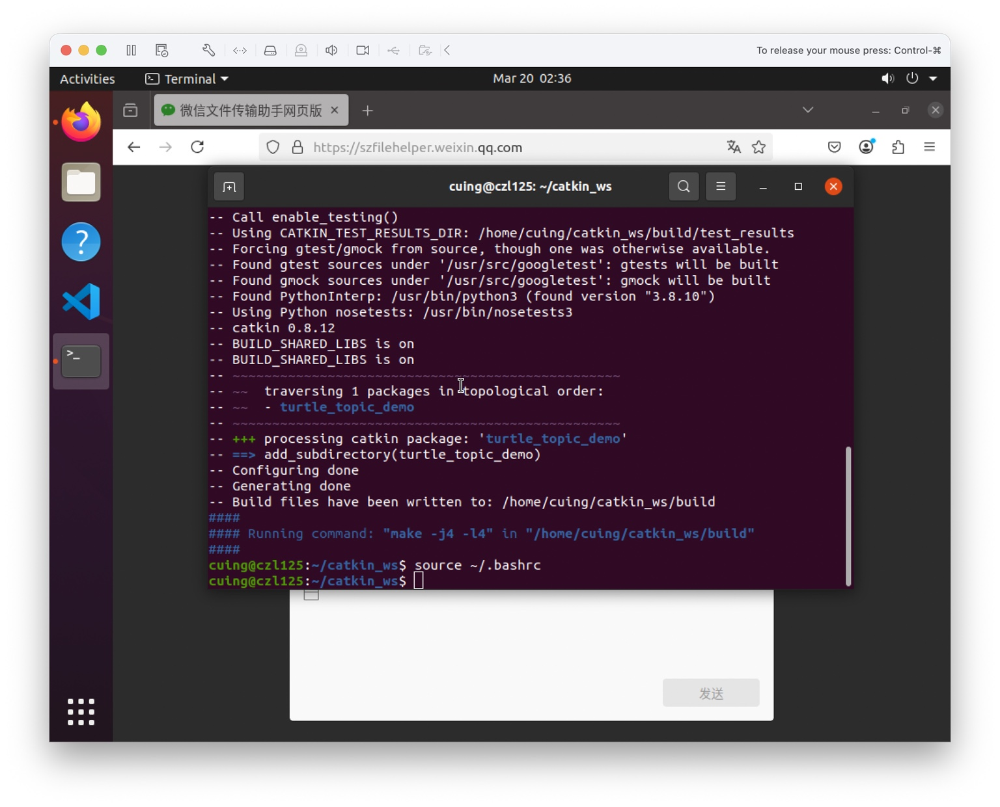 To release your mouse press: Control-⌘
Activities
Terminal
Mar 20 02:36
微信文件传输助手网页版
https://szfilehelper.weixin.qq.com
cuing@czl125: ~/catkin_ws
-- Call enable_testing()
-- Using CATKIN_TEST_RESULTS_DIR: /home/cuing/catkin_ws/build/test_results
-- Forcing gtest/gmock from source, though one was otherwise available.
-- Found gtest sources under '/usr/src/googletest': gtests will be built
-- Found gmock sources under '/usr/src/googletest': gmock will be built
-- Found PythonInterp: /usr/bin/python3 (found version "3.8.10")
-- Using Python nosetests: /usr/bin/nosetests3
-- catkin 0.8.12
-- BUILD_SHARED_LIBS is on
-- BUILD_SHARED_LIBS is on
-- ~~~~~~~~~~~~~~~~~~~~~~~~~~~~~~~~~~~~~~~~~~~~~~~~~
-- ~~  traversing 1 packages in topological order:
-- ~~  - turtle_topic_demo
-- ~~~~~~~~~~~~~~~~~~~~~~~~~~~~~~~~~~~~~~~~~~~~~~~~~
-- +++ processing catkin package: 'turtle_topic_demo'
-- ==> add_subdirectory(turtle_topic_demo)
-- Configuring done
-- Generating done
-- Build files have been written to: /home/cuing/catkin_ws/build
####
#### Running command: "make -j4 -l4" in "/home/cuing/catkin_ws/build"
####
cuing@czl125:~/catkin_ws$ source ~/.bashrc
cuing@czl125:~/catkin_ws$
发送